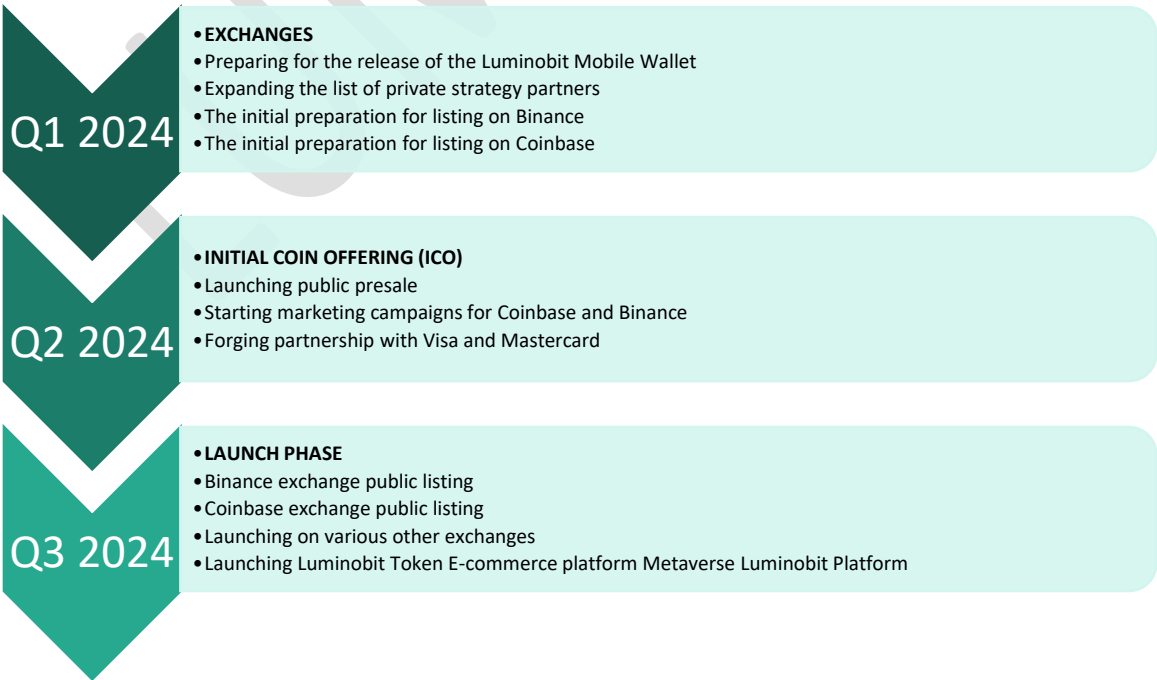 Q1 2024
•EXCHANGES
•Preparing for the release of the Luminobit Mobile Wallet
•Expanding the list of private strategy partners
•The initial preparation for listing on Binance
•The initial preparation for listing on Coinbase
Q2 2024
•INITIAL COIN OFFERING (ICO)
•Launching public presale
•Starting marketing campaigns for Coinbase and Binance
•Forging partnership with Visa and Mastercard
Q3 2024
•LAUNCH PHASE
•Binance exchange public listing
•Coinbase exchange public listing
•Launching on various other exchanges
•Launching Luminobit Token E-commerce platform Metaverse Luminobit Platform